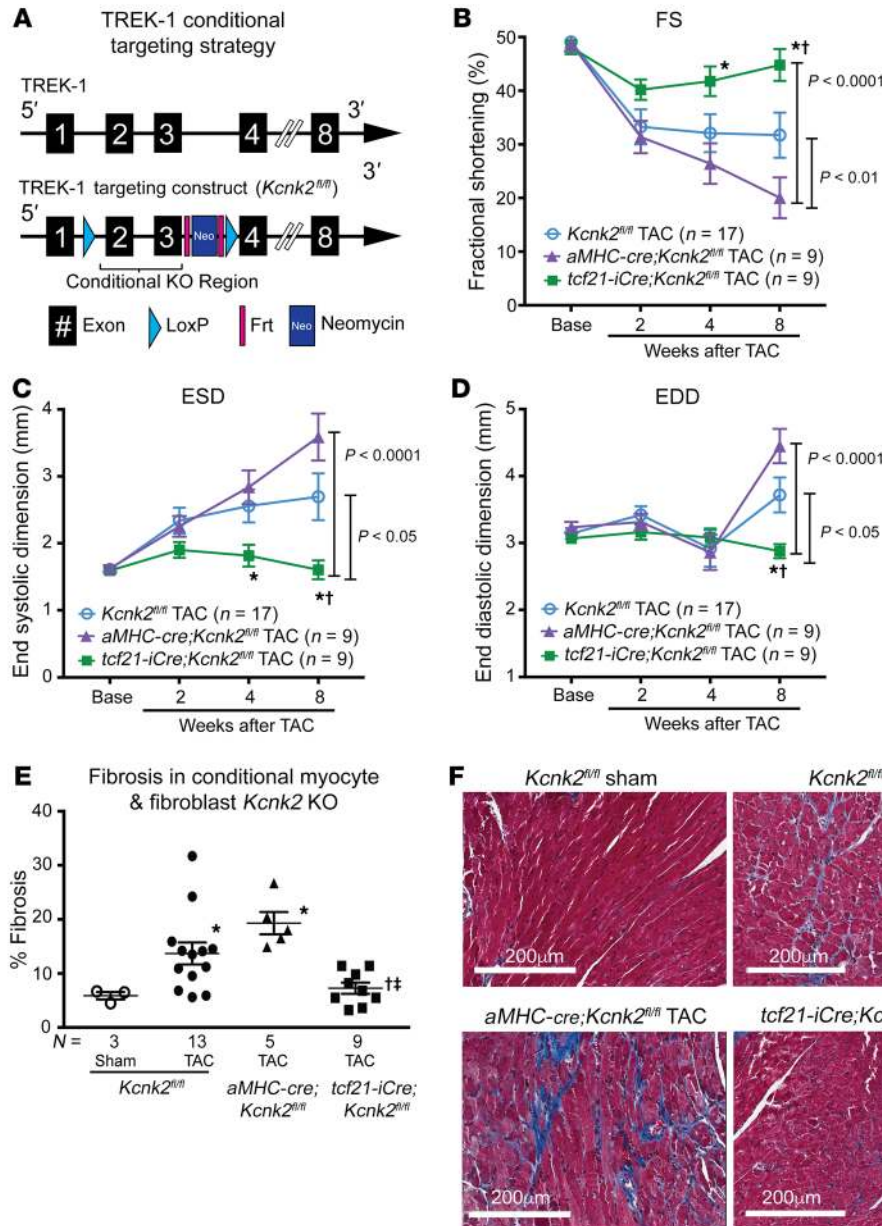 A
TREK-1 conditional
targeting strategy
TREK-1
5′ 3′
1 2 3 4 8
3′
TREK-1 targeting construct (Kcnk2fl/fl)
5′
1 2 3 Neo 4 8
Conditional KO Region
# Exon LoxP Frt Neo Neomycin
B
FS
Fractional shortening (%)
50
40
30
20
10
0
*
*†
P < 0.0001
P < 0.01
Kcnk2fl/fl TAC (n = 17)
aMHC-cre;Kcnk2fl/fl TAC (n = 9)
tcf21-iCre;Kcnk2fl/fl TAC (n = 9)
Base 2 4 8
Weeks after TAC
C
ESD
End systolic dimension (mm)
4
3
2
1
0
P < 0.0001
P < 0.05
*
*†
Kcnk2fl/fl TAC (n = 17)
aMHC-cre;Kcnk2fl/fl TAC (n = 9)
tcf21-iCre;Kcnk2fl/fl TAC (n = 9)
Base 2 4 8
Weeks after TAC
D
EDD
End diastolic dimension (mm)
5
4
3
2
1
P < 0.0001
P < 0.05
*†
Kcnk2fl/fl TAC (n = 17)
aMHC-cre;Kcnk2fl/fl TAC (n = 9)
tcf21-iCre;Kcnk2fl/fl TAC (n = 9)
Base 2 4 8
Weeks after TAC
E
Fibrosis in conditional myocyte
& fibroblast Kcnk2 KO
% Fibrosis
40
30
20
10
0
*
*
†‡
N = 3 13 5 9
Sham TAC TAC TAC
Kcnk2fl/fl aMHC-cre; tcf21-iCre;
Kcnk2fl/fl Kcnk2fl/fl
F
Kcnk2fl/fl sham
Kcnk2fl/fl
200µm
200µm
aMHC-cre;Kcnk2fl/fl TAC
tcf21-iCre;Kc
200µm
200µm